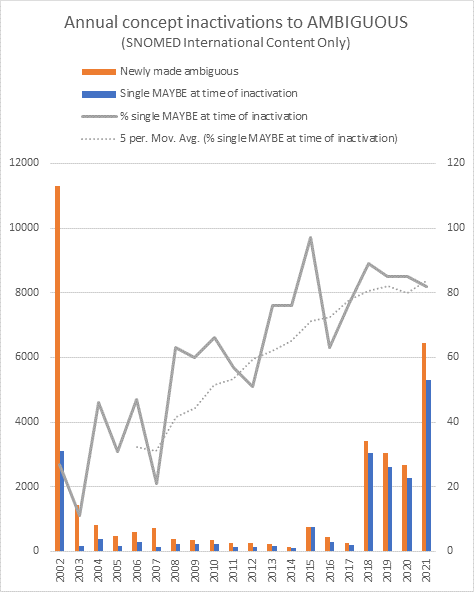 Annual concept inactivations to AMBIGUOUS
(SNOMED International Content Only)
Newly made ambiguous
Single MAYBE at time of inactivation
% single MAYBE at time of inactivation
5 per. Mov. Avg. (% single MAYBE at time of inactivation)
12000 120
10000 100
8000 80
6000 60
4000 40
2000 20
0 0
2002 2003 2004 2005 2006 2007 2008 2009 2010 2011 2012 2013 2014 2015 2016 2017 2018 2019 2020 2021